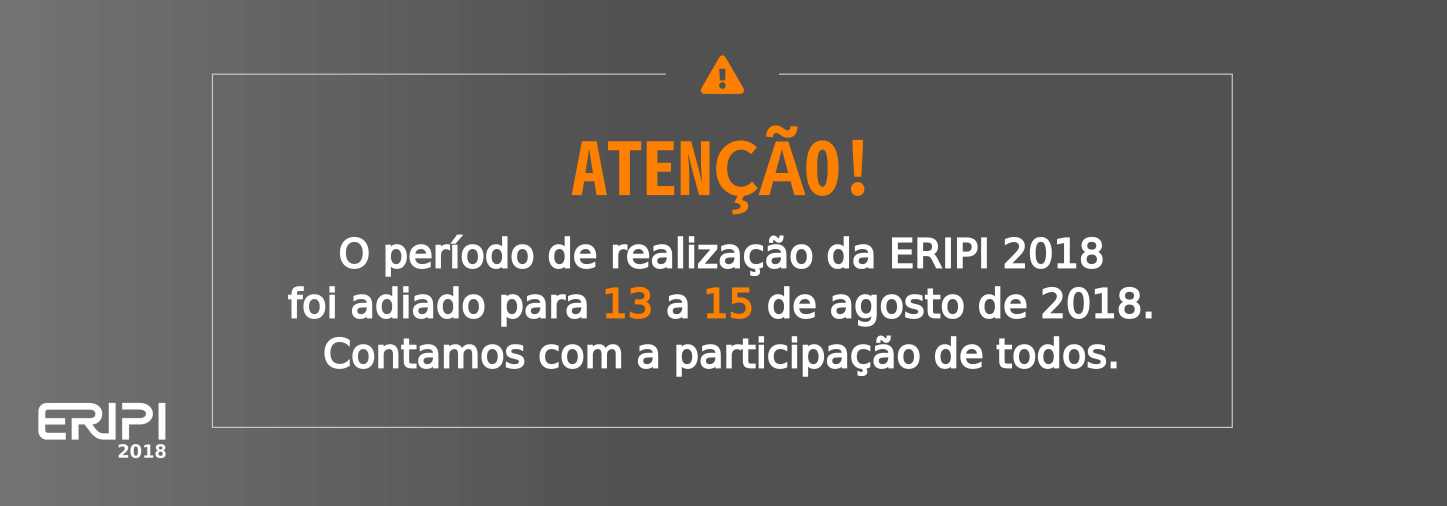 ATENÇÃO!
O período de realização da ERIPI 2018
foi adiado para 13 a 15 de agosto de 2018.
Contamos com a participação de todos.
ERIPI
2018